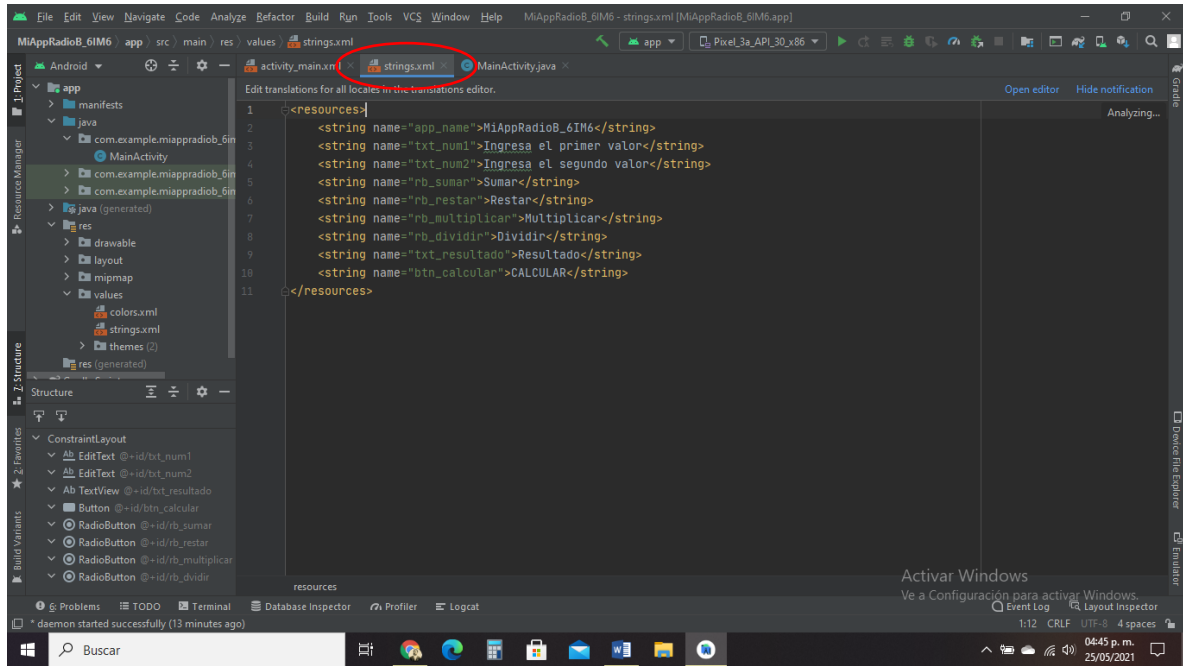 File Edit View Navigate Code Analyze Refactor Build Run Tools VCS Window Help MiAppRadioB_6IM6 - strings.xml [MiAppRadioB_6IM6.app]
MiAppRadioB_6IM6 app src main res values strings.xml app Pixel_3a_API_30_x86
Android activity_main.xml strings.xml MainActivity.java
Edit translations for all locales in the translations editor. Open editor Hide notification
Analyzing...
1: Project
Resource Manager
7: Structure
2: Favorites
Build Variants
app
manifests
java
com.example.miappradiob_6in
MainActivity
com.example.miappradiob_6in
com.example.miappradiob_6in
java (generated)
res
drawable
layout
mipmap
values
colors.xml
strings.xml
themes (2)
res (generated)
Structure
ConstraintLayout
Ab EditText @+id/txt_num1
Ab EditText @+id/txt_num2
Ab TextView @+id/txt_resultado
Button @+id/btn_calcular
RadioButton @+id/rb_sumar
RadioButton @+id/rb_restar
RadioButton @+id/rb_multiplicar
RadioButton @+id/rb_dvidir
1 <resources>
2 <string name="app_name">MiAppRadioB_6IM6</string>
3 <string name="txt_num1">Ingresa el primer valor</string>
4 <string name="txt_num2">Ingresa el segundo valor</string>
5 <string name="rb_sumar">Sumar</string>
6 <string name="rb_restar">Restar</string>
7 <string name="rb_multiplicar">Multiplicar</string>
8 <string name="rb_dividir">Dividir</string>
9 <string name="txt_resultado">Resultado</string>
10 <string name="btn_calcular">CALCULAR</string>
11 </resources>
Gradle
Device File Explorer
Emulator
resources
Activar Windows
Ve a Configuración para activar Windows.
6: Problems TODO Terminal Database Inspector Profiler Logcat Event Log Layout Inspector
* daemon started successfully (13 minutes ago) 1:12 CRLF UTF-8 4 spaces
Buscar
04:45 p. m.
25/05/2021